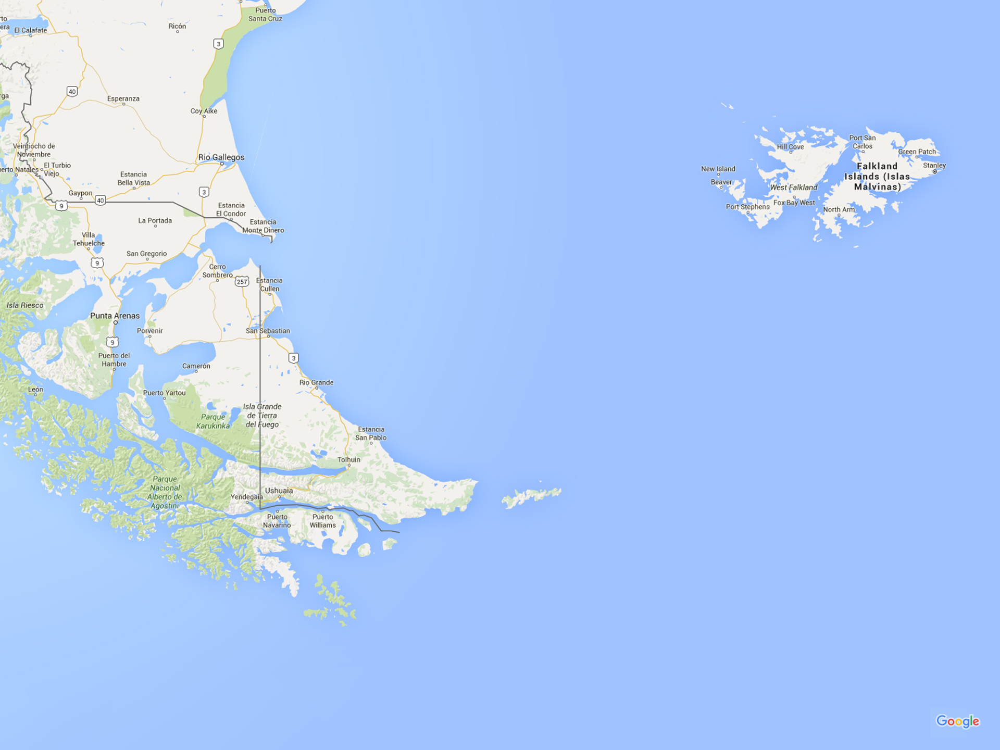 Puerto
Santa Cruz
El Calafate
Ricón
3
40
Esperanza
Coy Aike
Veintiocho de
Noviembre
Rio Gallegos
El Turbio
Viejo
Estancia
Bella Vista
Gaypon
40
9
3
Estancia
El Condor
La Portada
Estancia
Monte Dinero
Villa
Tehuelche
San Gregorio
9
Cerro
Sombrero
257
Estancia
Cullen
Isla Riesco
Punta Arenas
Porvenir
San Sebastian
9
Puerto del
Hambre
3
Camerón
Rio Grande
León
Puerto Yartou
Isla Grande
de Tierra
del Fuego
Parque
Karukinka
Estancia
San Pablo
Tolhuin
Parque
Nacional
Alberto de
Agostini
Yendegaia
Ushuaia
Puerto
Navarino
Puerto
Williams
Port San
Carlos
Hill Cove
Green Patch
New Island
Falkland
Islands (Islas
Malvinas)
Stanley
Beaver
West Falkland
Fox Bay West
Port Stephens
North Arm
Google